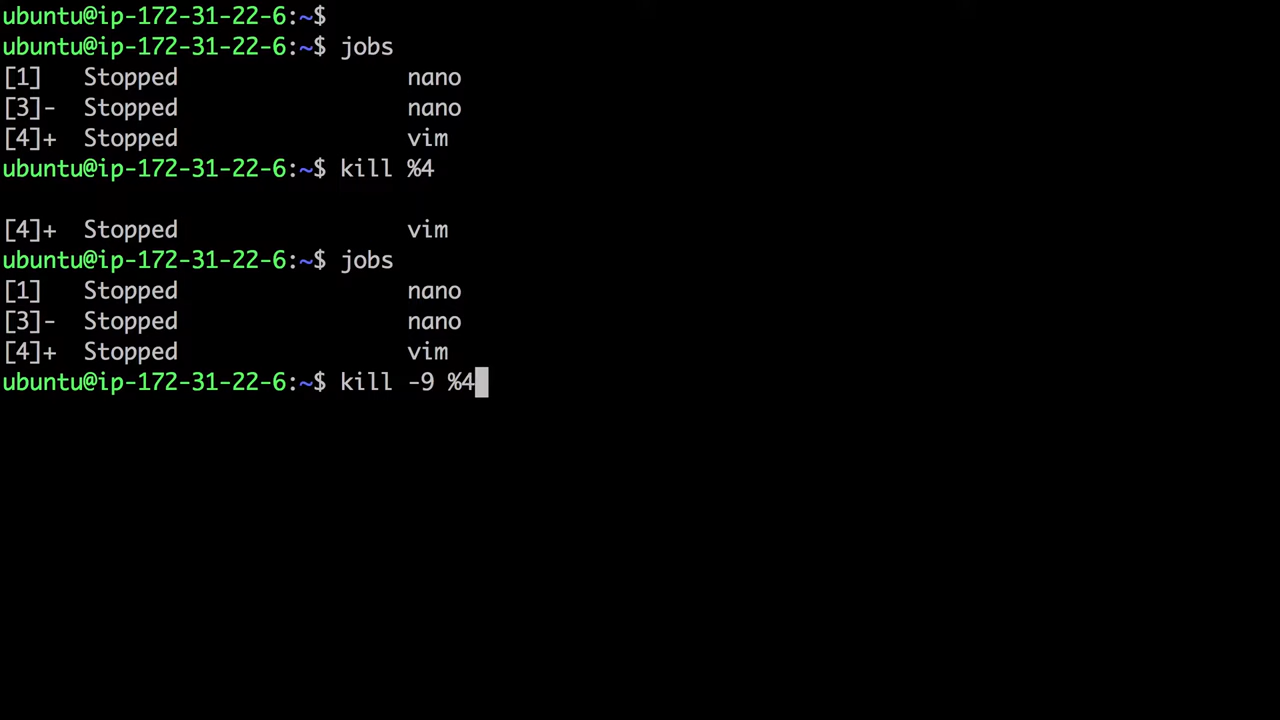 ubuntu@ip-172-31-22-6:~$
ubuntu@ip-172-31-22-6:~$ jobs
[1]   Stopped                 nano
[3]-  Stopped                 nano
[4]+  Stopped                 vim
ubuntu@ip-172-31-22-6:~$ kill %4
[4]+  Stopped                 vim
ubuntu@ip-172-31-22-6:~$ jobs
[1]   Stopped                 nano
[3]-  Stopped                 nano
[4]+  Stopped                 vim
ubuntu@ip-172-31-22-6:~$ kill -9 %4